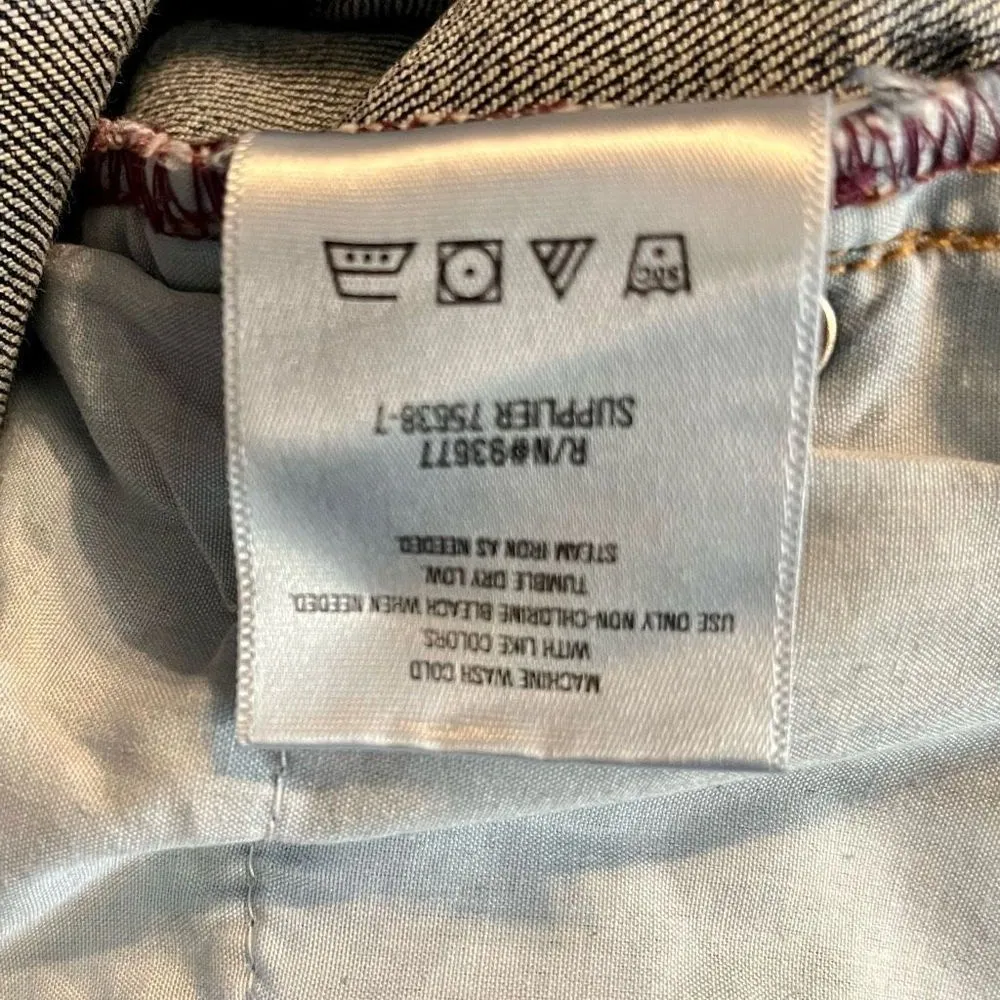 MACHINE WASH COLD
WITH LIKE COLORS
USE ONLY NON-CHLORINE BLEACH WHEN NEEDED.
TUMBLE DRY LOW.
STEAM IRON AS NEEDED.
R/N#93677
SUPPLIER 75638-7